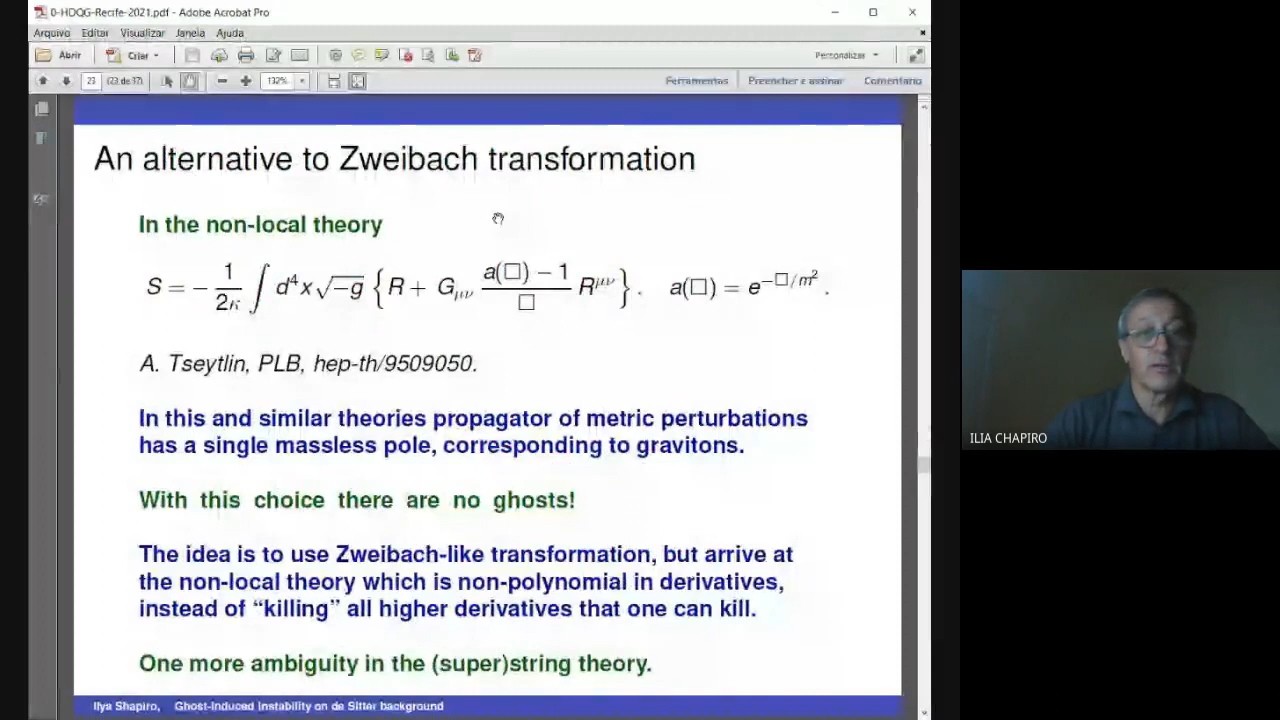 0-HDQG-Recife-2021.pdf - Adobe Acrobat Pro
Arquivo Editar Visualizar Janela Ajuda
Abrir Criar Personalizar
23 (23 de 37) 132% Ferramentas Preencher e assinar Comentário
An alternative to Zweibach transformation
In the non-local theory
S = − 1/2κ ∫ d⁴x √−g { R + G_μν (a(□) − 1)/□ R^μν } . a(□) = e^{−□/m²} .
A. Tseytlin, PLB, hep-th/9509050.
In this and similar theories propagator of metric perturbations
has a single massless pole, corresponding to gravitons.
With this choice there are no ghosts!
The idea is to use Zweibach-like transformation, but arrive at
the non-local theory which is non-polynomial in derivatives,
instead of “killing” all higher derivatives that one can kill.
One more ambiguity in the (super)string theory.
Ilya Shapiro, Ghost-Induced Instability on de Sitter background
ILIA CHAPIRO